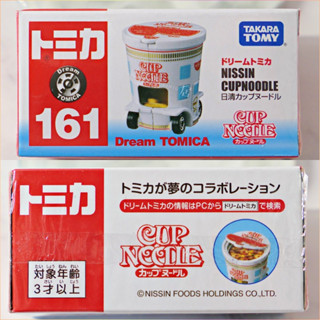 トミカ
TAKARA TOMY
Dream TOMICA
161
CUP NOODLE
ドリームトミカ
NISSIN
CUPNOODLE
日清カップヌードル
CUP
NOODLE
カップヌードル
Dream TOMICA
トミカ
トミカが夢のコラボレーション
ドリームトミカの情報はPCから ドリームトミカ で検索
対象年齢
3才以上
CUP
NOODLE
カップヌードル
©NISSIN FOODS HOLDINGS CO.,LTD.